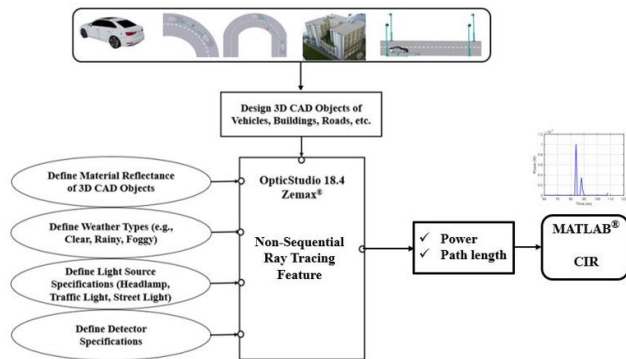 Design 3D CAD Objects of
Vehicles, Buildings, Roads, etc.
Define Material Reflectance
of 3D CAD Objects
Define Weather Types (e.g.,
Clear, Rainy, Foggy)
Define Light Source
Specifications (Headlamp,
Traffic Light, Street Light)
Define Detector
Specifications
OpticStudio 18.4
Zemax®
Non-Sequential
Ray Tracing
Feature
✓ Power
✓ Path length
Time (ns)
MATLAB®
CIR